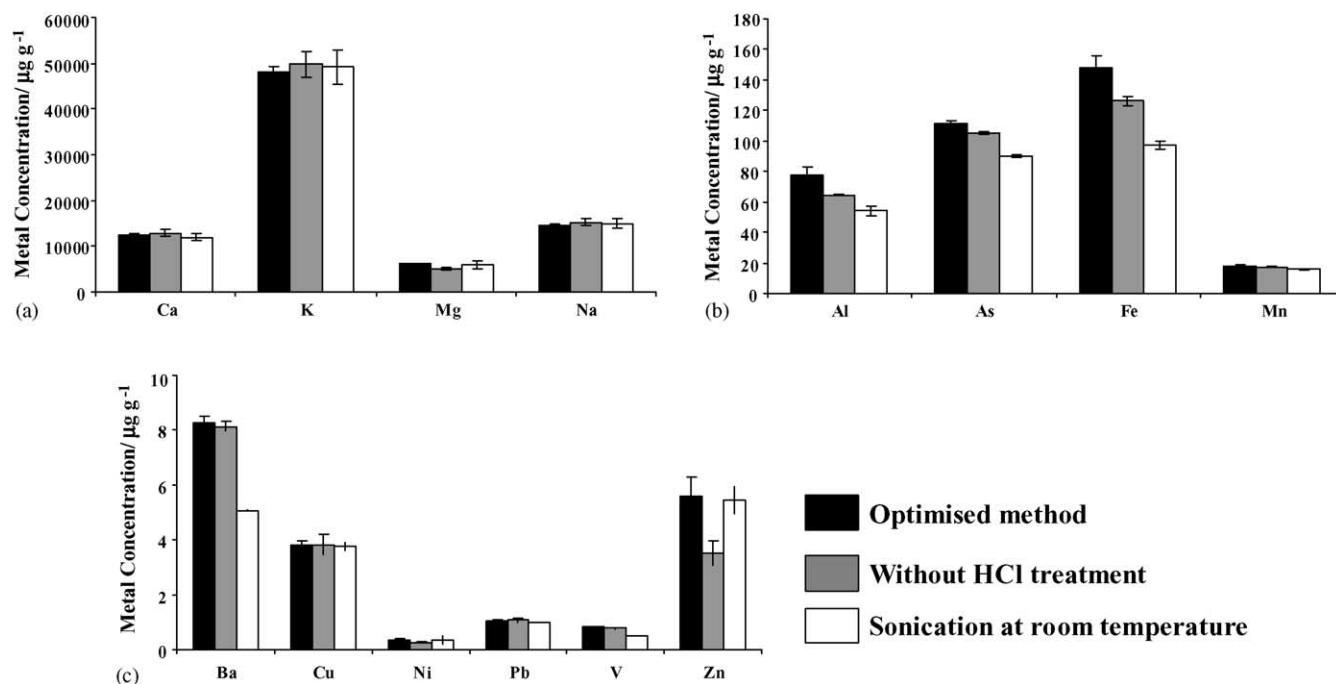 Metal Concentration/ µg g⁻¹
60000
50000
40000
30000
20000
10000
0
Ca K Mg Na
(a)
Metal Concentration/ µg g⁻¹
180
160
140
120
100
80
60
40
20
0
Al As Fe Mn
(b)
Metal Concentration/ µg g⁻¹
10
8
6
4
2
0
Ba Cu Ni Pb V Zn
(c)
Optimised method
Without HCl treatment
Sonication at room temperature